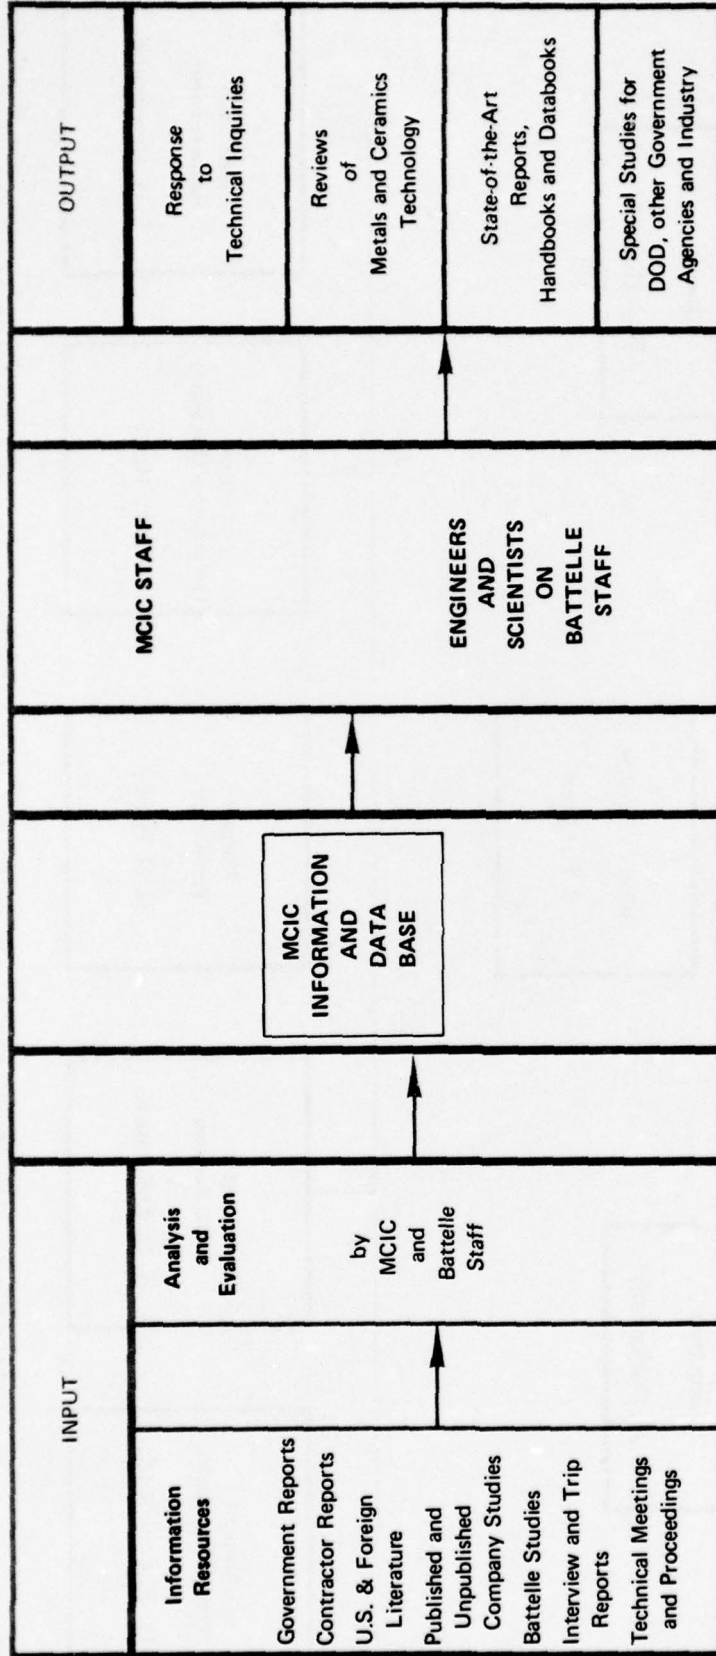 INPUT
Information
Resources
Government Reports
Contractor Reports
U.S. & Foreign
Literature
Published and
Unpublished
Company Studies
Battelle Studies
Interview and Trip
Reports
Technical Meetings
and Proceedings
Analysis
and
Evaluation
by
MCIC
and
Battelle
Staff
MCIC
INFORMATION
AND
DATA
BASE
MCIC STAFF
ENGINEERS
AND
SCIENTISTS
ON
BATTELLE
STAFF
OUTPUT
Response
to
Technical Inquiries
Reviews
of
Metals and Ceramics
Technology
State-of-the-Art
Reports,
Handbooks and Databooks
Special Studies for
DOD, other Government
Agencies and Industry